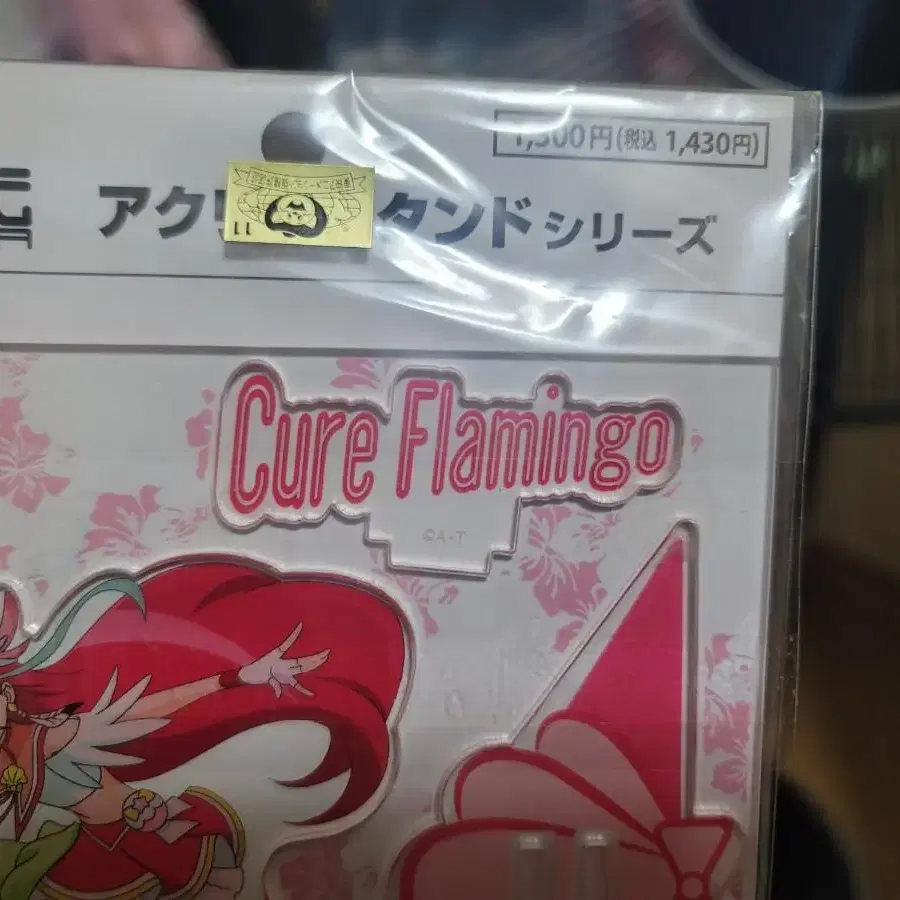 1,300円(税込 1,430円)
アクリ タンドシリーズ
Cure Flamingo
©A-T